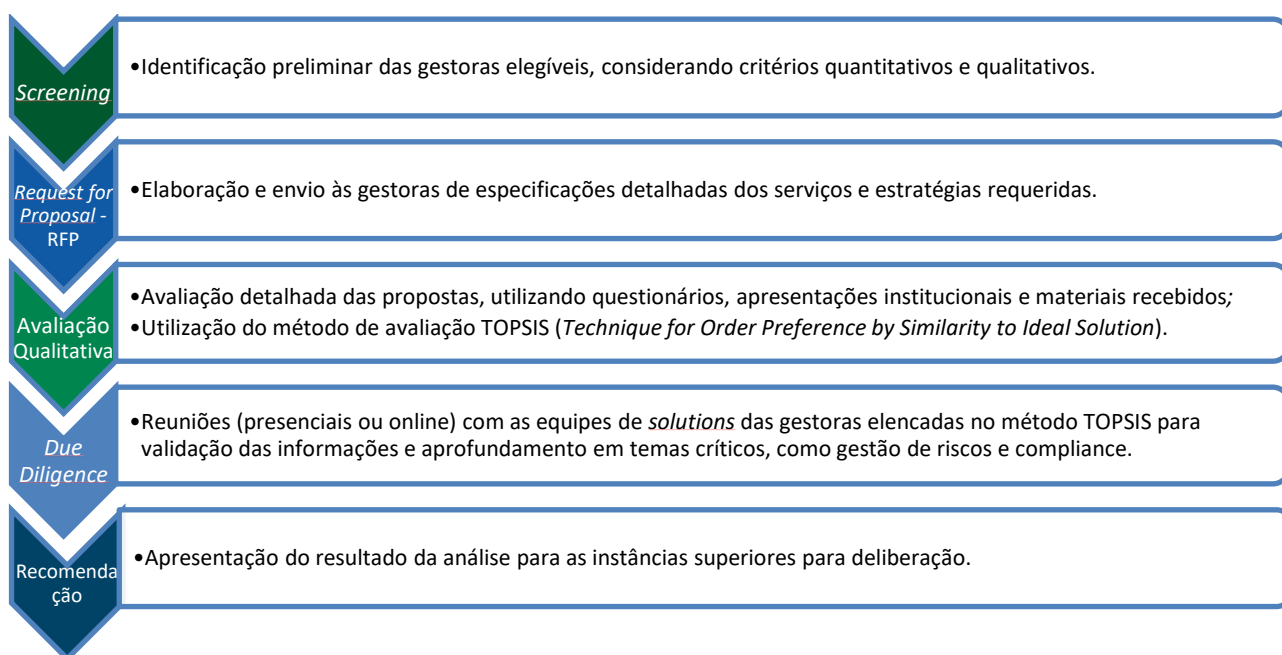 Screening
•Identificação preliminar das gestoras elegíveis, considerando critérios quantitativos e qualitativos.
Request for
Proposal -
RFP
•Elaboração e envio às gestoras de especificações detalhadas dos serviços e estratégias requeridas.
Avaliação
Qualitativa
•Avaliação detalhada das propostas, utilizando questionários, apresentações institucionais e materiais recebidos;
•Utilização do método de avaliação TOPSIS (Technique for Order Preference by Similarity to Ideal Solution).
Due
Diligence
•Reuniões (presenciais ou online) com as equipes de solutions das gestoras elencadas no método TOPSIS para
validação das informações e aprofundamento em temas críticos, como gestão de riscos e compliance.
Recomenda
ção
•Apresentação do resultado da análise para as instâncias superiores para deliberação.